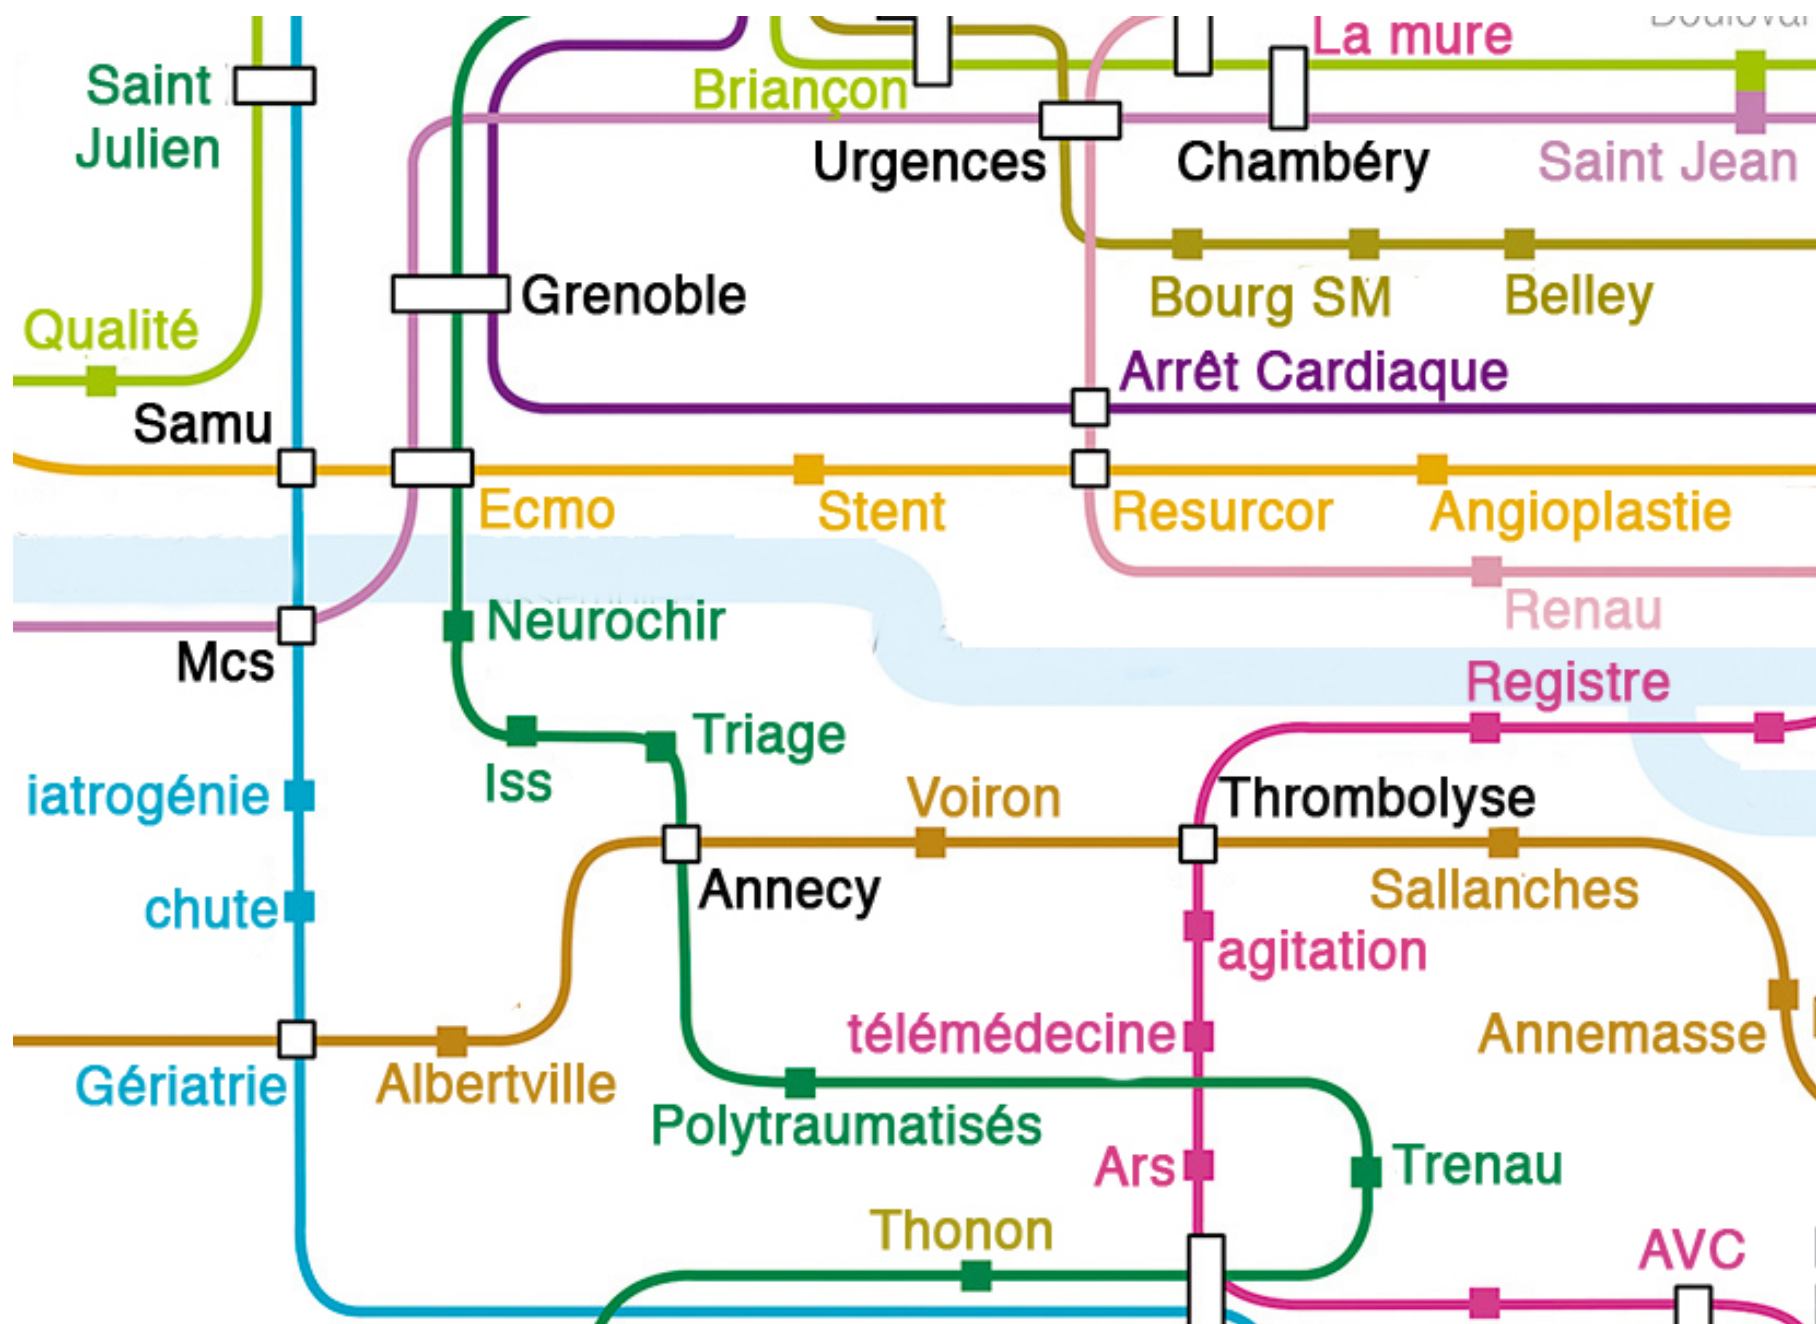 La mure
Saint
Julien
Briançon
Urgences
Chambéry
Saint Jean
Qualité
Grenoble
Bourg SM
Belley
Samu
Arrêt Cardiaque
Ecmo
Stent
Resurcor
Angioplastie
Renau
Mcs
Neurochir
Registre
Triage
Iss
iatrogénie
Voiron
Thrombolyse
chute
Annecy
Sallanches
agitation
télémédecine
Annemasse
Gériatrie
Albertville
Polytraumatisés
Ars
Trenau
Thonon
AVC